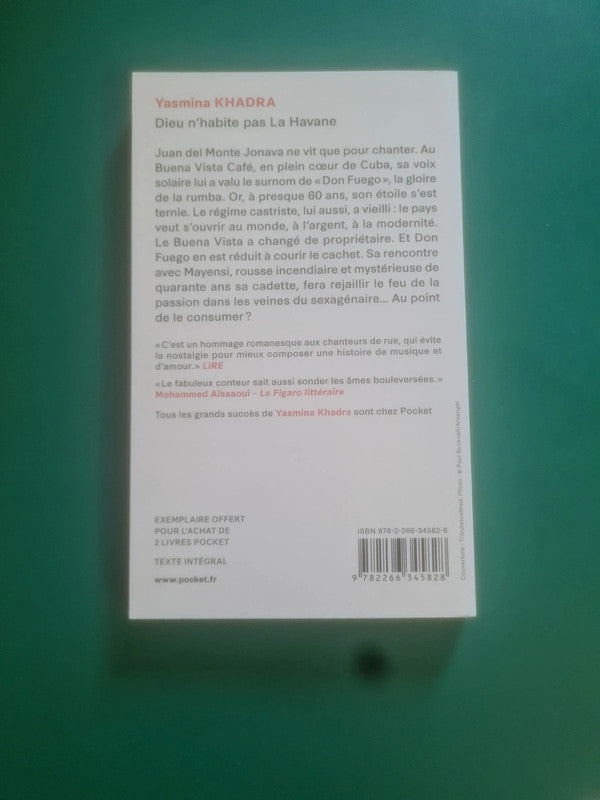 Yasmina KHADRA
Dieu n'habite pas La Havane
Juan del Monte Jonava ne vit que pour chanter. Au
Buena Vista Café, en plein cœur de Cuba, sa voix
solaire lui a valu le surnom de « Don Fuego », la gloire
de la rumba. Or, à presque 60 ans, son étoile s'est
ternie. Le régime castriste, lui aussi, a vieilli : le pays
veut s'ouvrir au monde, à l'argent, à la modernité.
Le Buena Vista a changé de propriétaire. Et Don
Fuego en est réduit à courir le cachet. Sa rencontre
avec Mayensi, rousse incendiaire et mystérieuse de
quarante ans sa cadette, fera rejaillir le feu de la
passion dans les veines du sexagénaire... Au point
de le consumer ?
« C'est un hommage romanesque aux chanteurs de rue, qui évite
la nostalgie pour mieux composer une histoire de musique et
d'amour. » LiRE
« Le fabuleux conteur sait aussi sonder les âmes bouleversées. »
Mohammed Aïssaoui - Le Figaro littéraire
Tous les grands succès de Yasmina Khadra sont chez Pocket
EXEMPLAIRE OFFERT
POUR L'ACHAT DE
2 LIVRES POCKET
TEXTE INTÉGRAL
www.pocket.fr
ISBN 978-2-266-34582-8
9 782266 345828
Couverture : Tribulationalfred. Photo : © Paul Bucknall/Arcangel